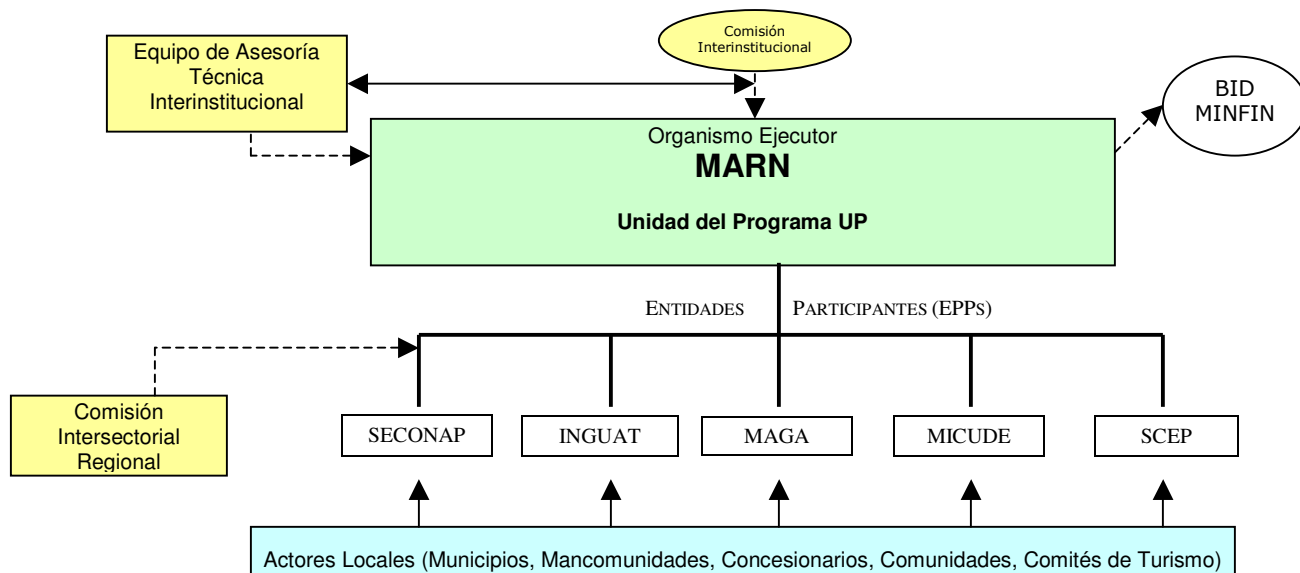 Comisión
Interinstitucional
Equipo de Asesoría
Técnica
Interinstitucional
BID
MINFIN
Organismo Ejecutor
MARN
Unidad del Programa UP
ENTIDADES PARTICIPANTES (EPPS)
Comisión
Intersectorial
Regional
SECONAP INGUAT MAGA MICUDE SCEP
Actores Locales (Municipios, Mancomunidades, Concesionarios, Comunidades, Comités de Turismo)